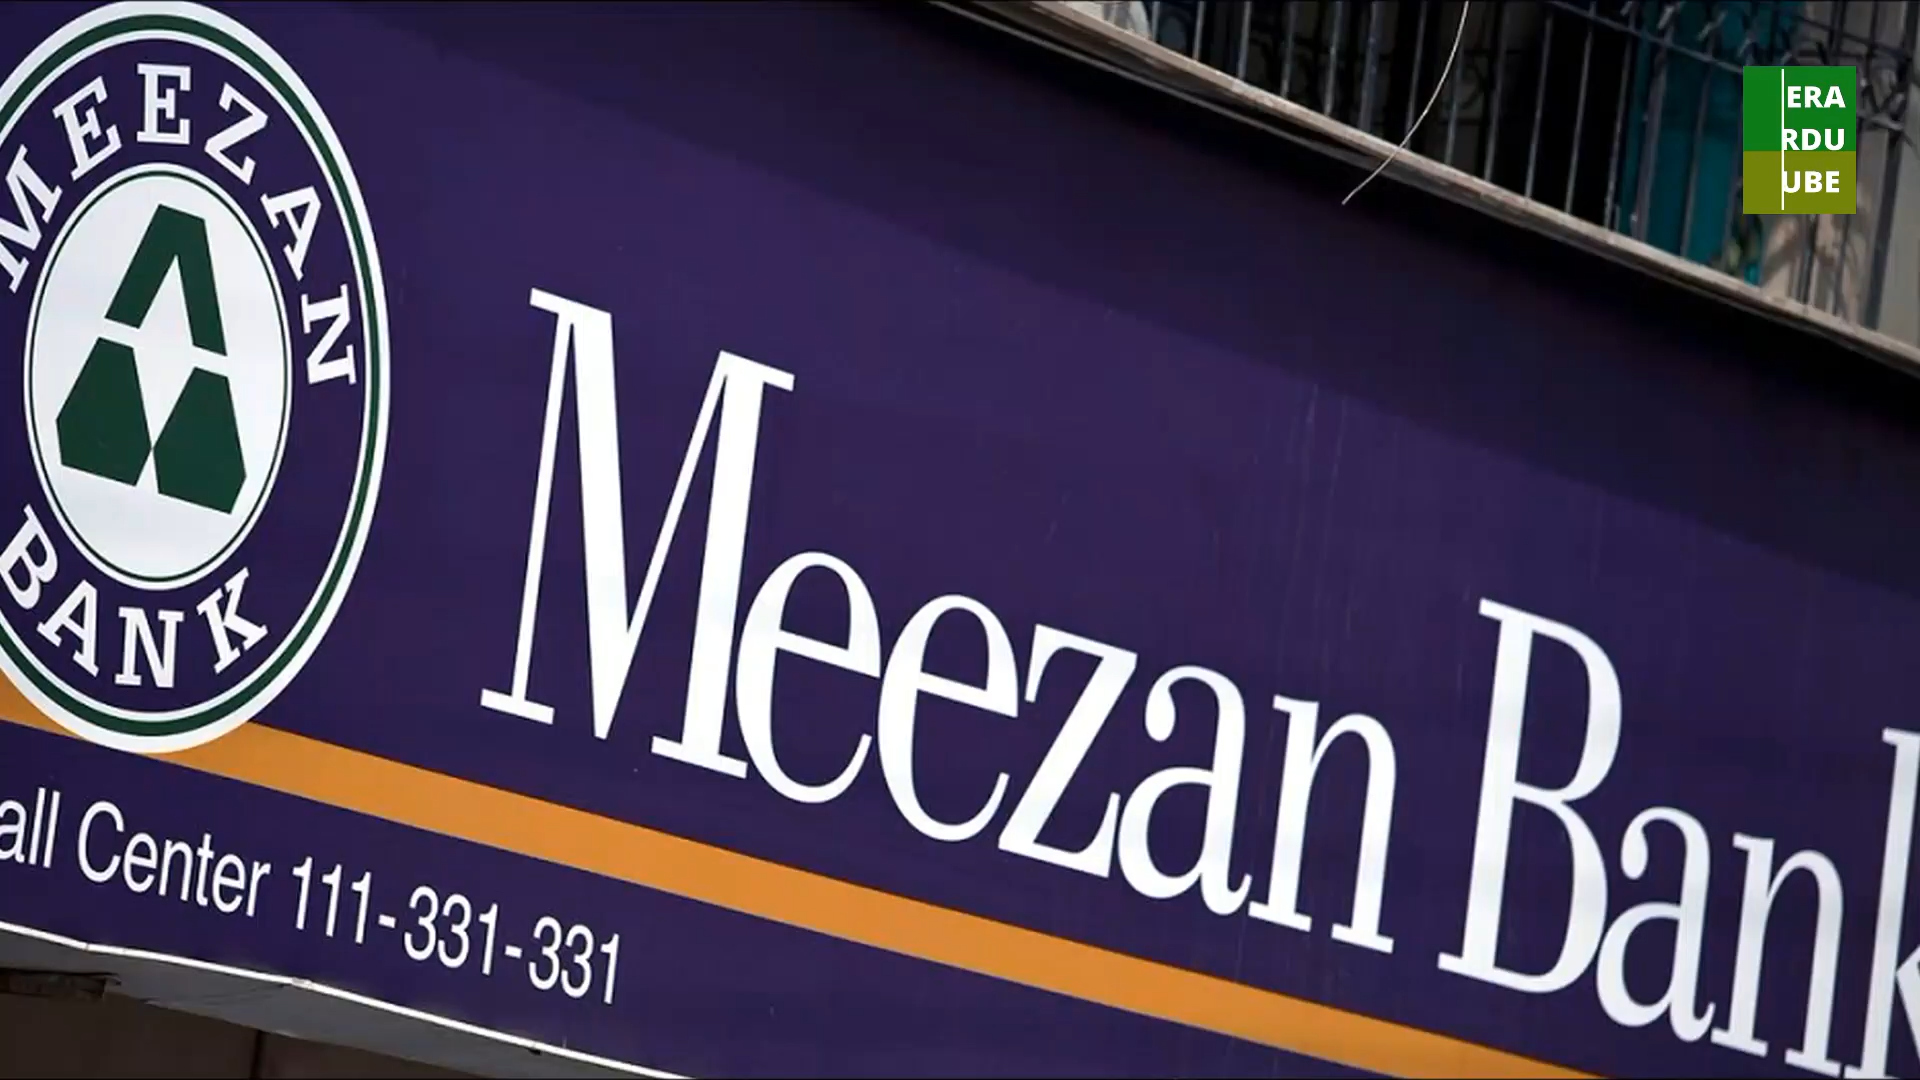 MEEZAN
BANK
Meezan Bank
all Center 111-331-331
ERA
RDU
UBE